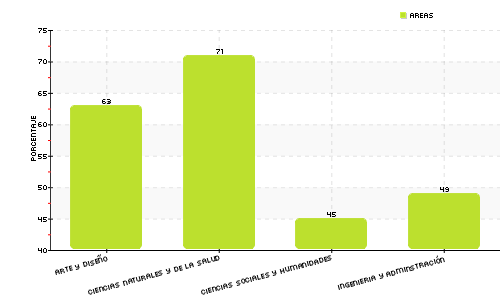 AREAS
75
70
65
60
55
50
45
40
PORCENTAJE
63
71
45
49
ARTE y DISEÑO
CIENCIAS NATURALES y DE LA SALUD
CIENCIAS SOCIALES y HUMANIDADES
INGENIERIA y ADMINSTRACIÓN